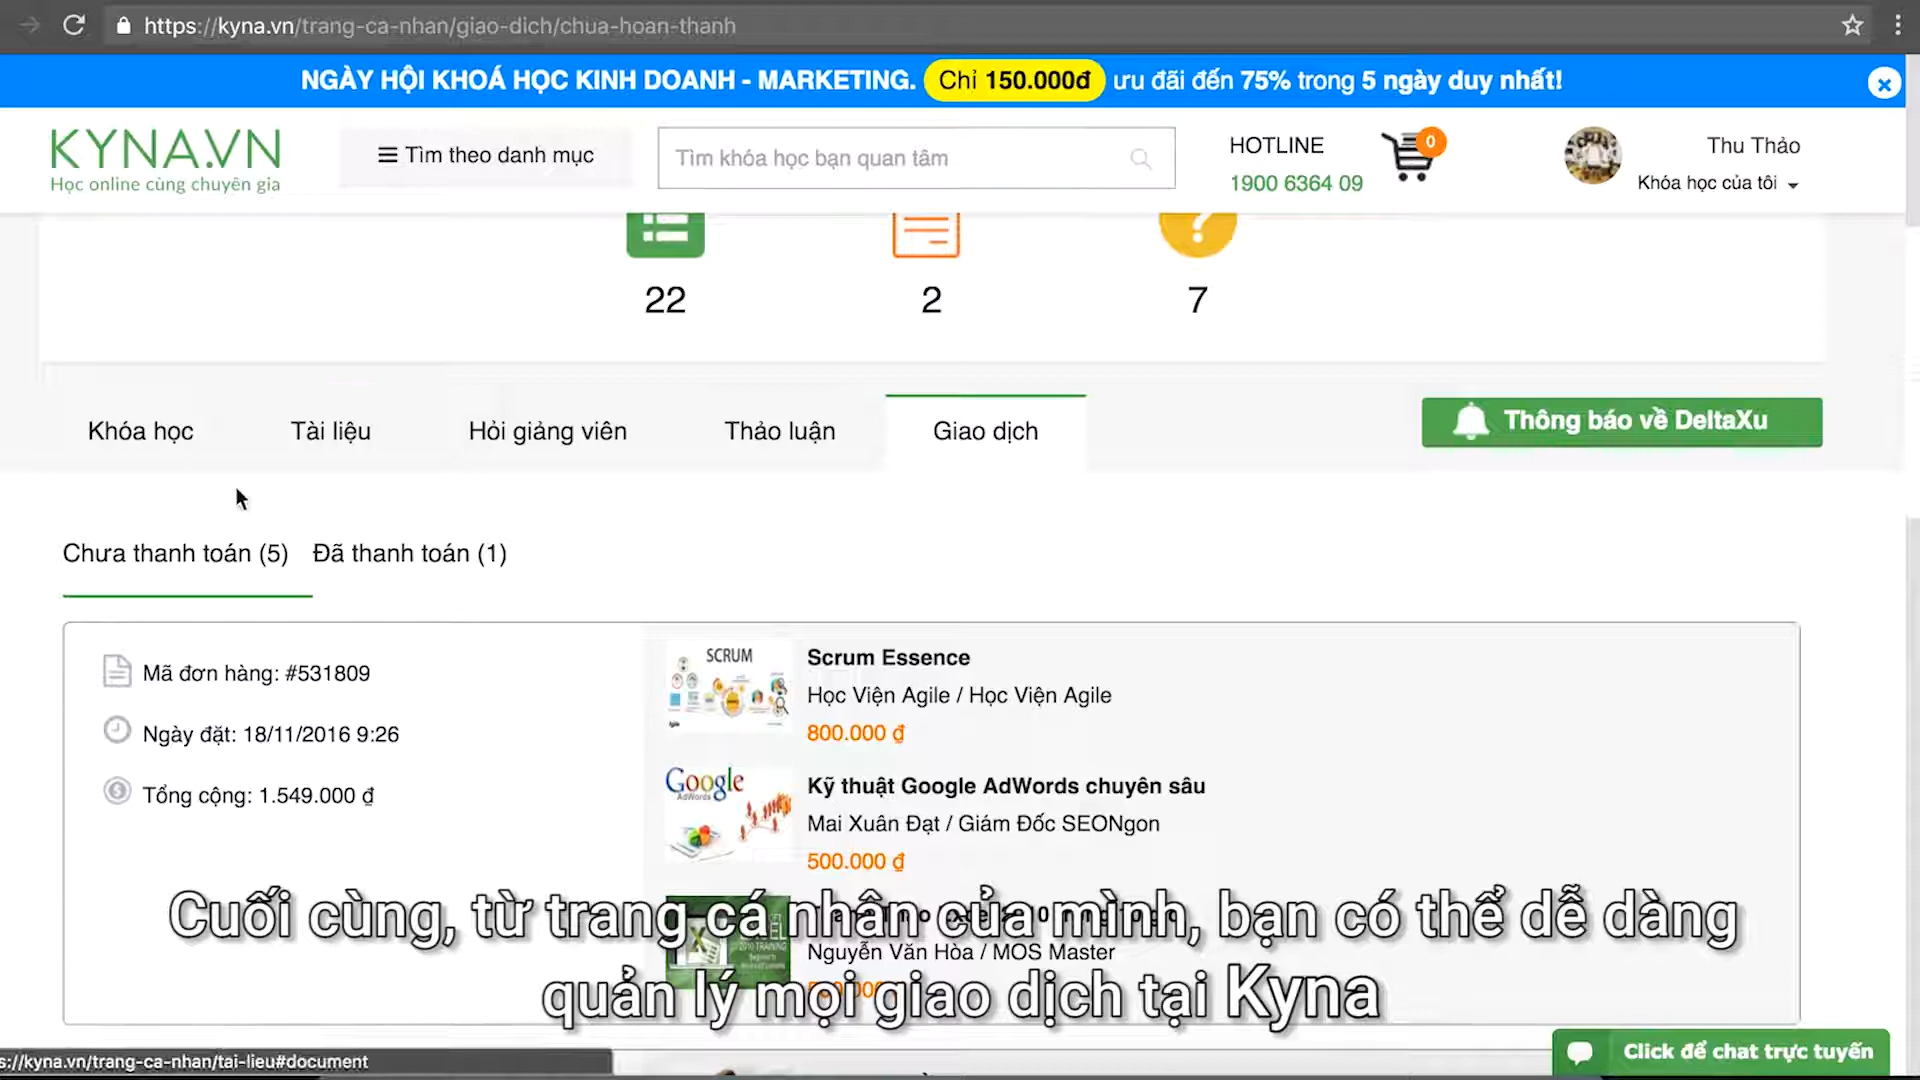 https://kyna.vn/trang-ca-nhan/giao-dich/chua-hoan-thanh
NGÀY HỘI KHOÁ HỌC KINH DOANH - MARKETING. Chỉ 150.000đ ưu đãi đến 75% trong 5 ngày duy nhất!
KYNA.VN
Học online cùng chuyên gia
Tìm theo danh mục
Tìm khóa học bạn quan tâm
HOTLINE
1900 6364 09
0
Thu Thảo
Khóa học của tôi
22
2
7
Khóa học
Tài liệu
Hỏi giảng viên
Thảo luận
Giao dịch
Thông báo về DeltaXu
Chưa thanh toán (5)
Đã thanh toán (1)
Mã đơn hàng: #531809
Ngày đặt: 18/11/2016 9:26
Tổng cộng: 1.549.000 ₫
SCRUM
Scrum Essence
Học Viện Agile / Học Viện Agile
800.000 ₫
Google
AdWords
Kỹ thuật Google AdWords chuyên sâu
Mai Xuân Đạt / Giám Đốc SEONgon
500.000 ₫
Nguyễn Văn Hòa / MOS Master
Cuối cùng, từ trang cá nhân của mình, bạn có thể dễ dàng
quản lý mọi giao dịch tại Kyna
s://kyna.vn/trang-ca-nhan/tai-lieu#document
Click để chat trực tuyến